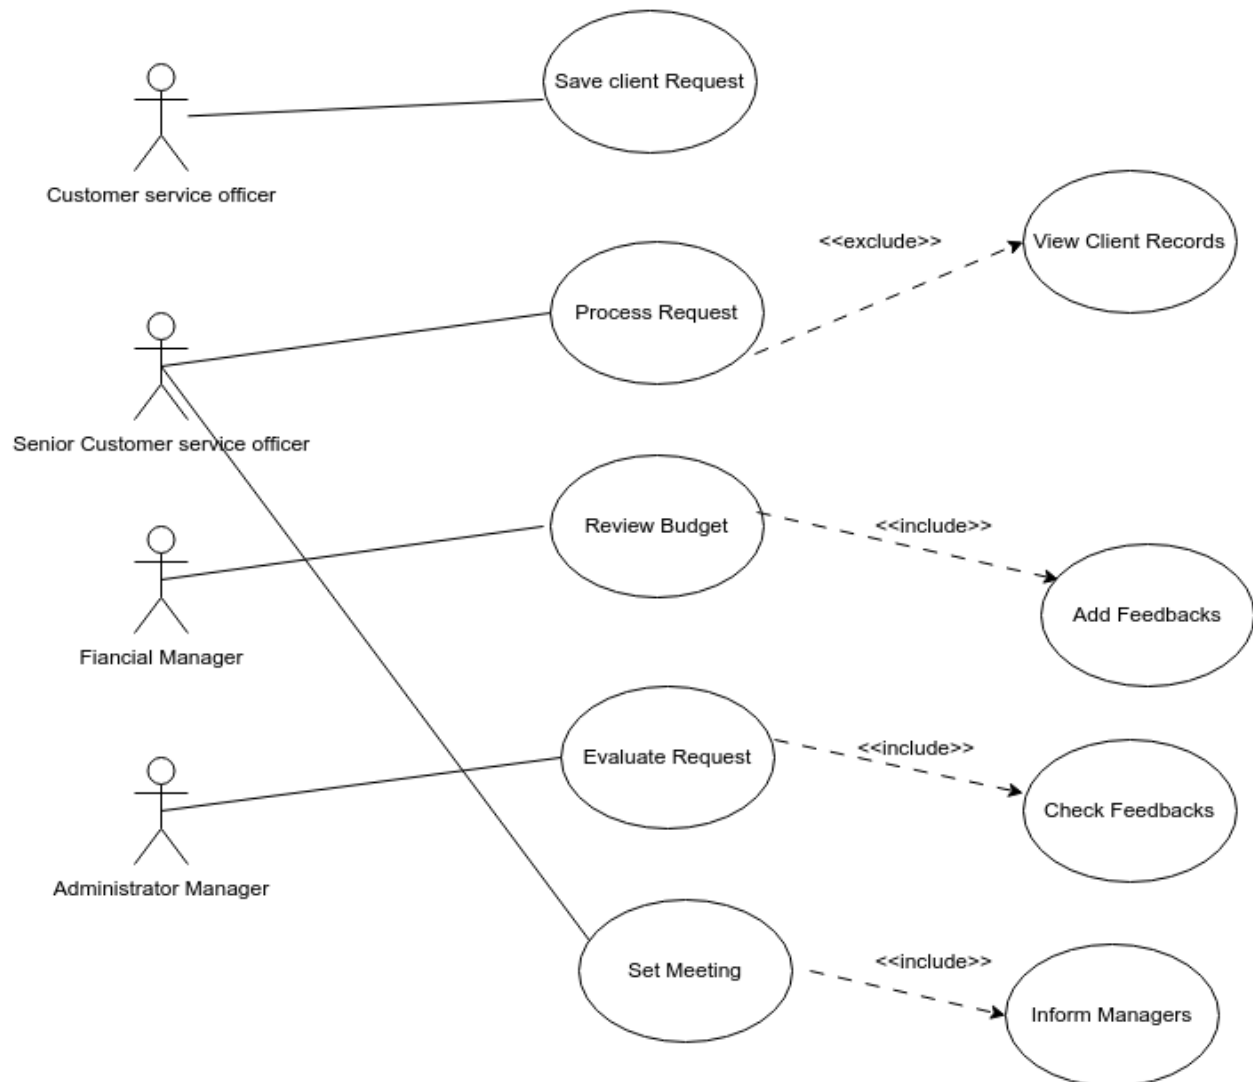 Save client Request
Customer service officer
<<exclude>>
View Client Records
Process Request
Senior Customer service officer
Review Budget
<<include>>
Add Feedbacks
Fiancial Manager
Evaluate Request
<<include>>
Check Feedbacks
Administrator Manager
Set Meeting
<<include>>
Inform Managers